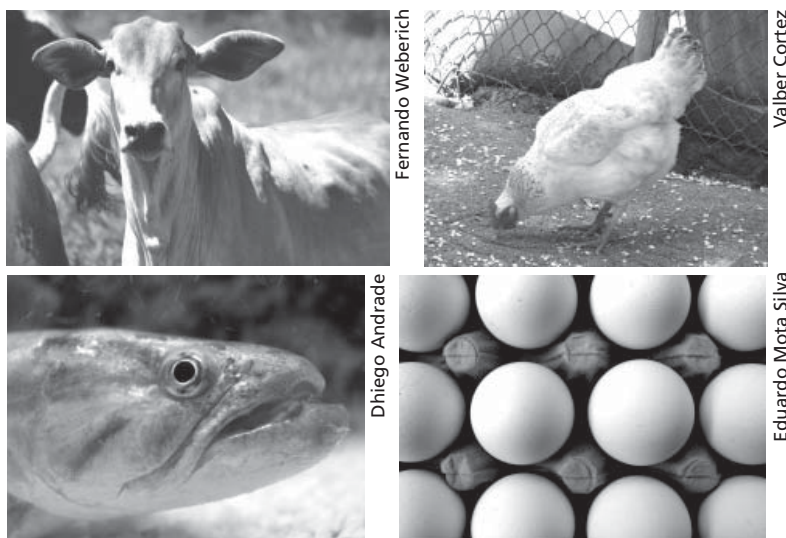 Fernando Weberich
Valber Cortez
Dhiego Andrade
Eduardo Mota Silva